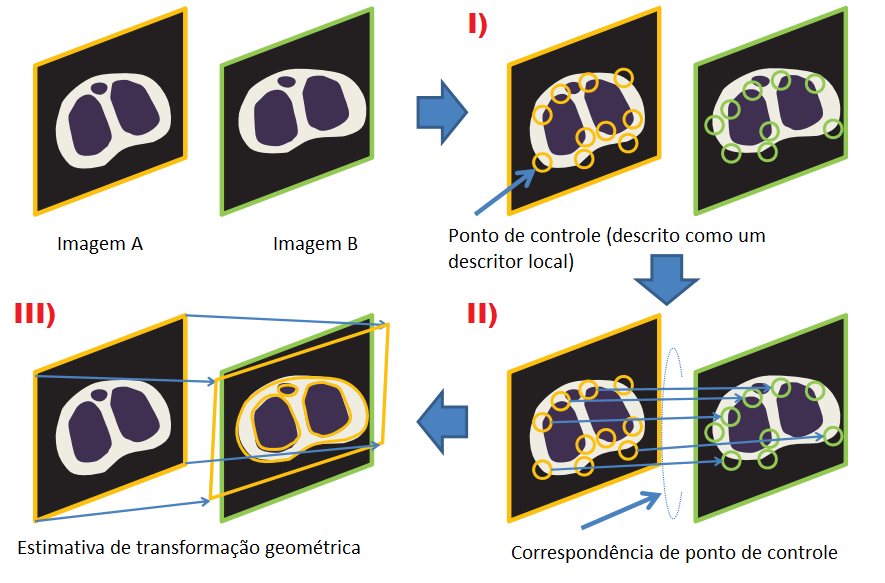 Imagem A
Imagem B
I)
Ponto de controle (descrito como um
descritor local)
II)
Correspondência de ponto de controle
III)
Estimativa de transformação geométrica